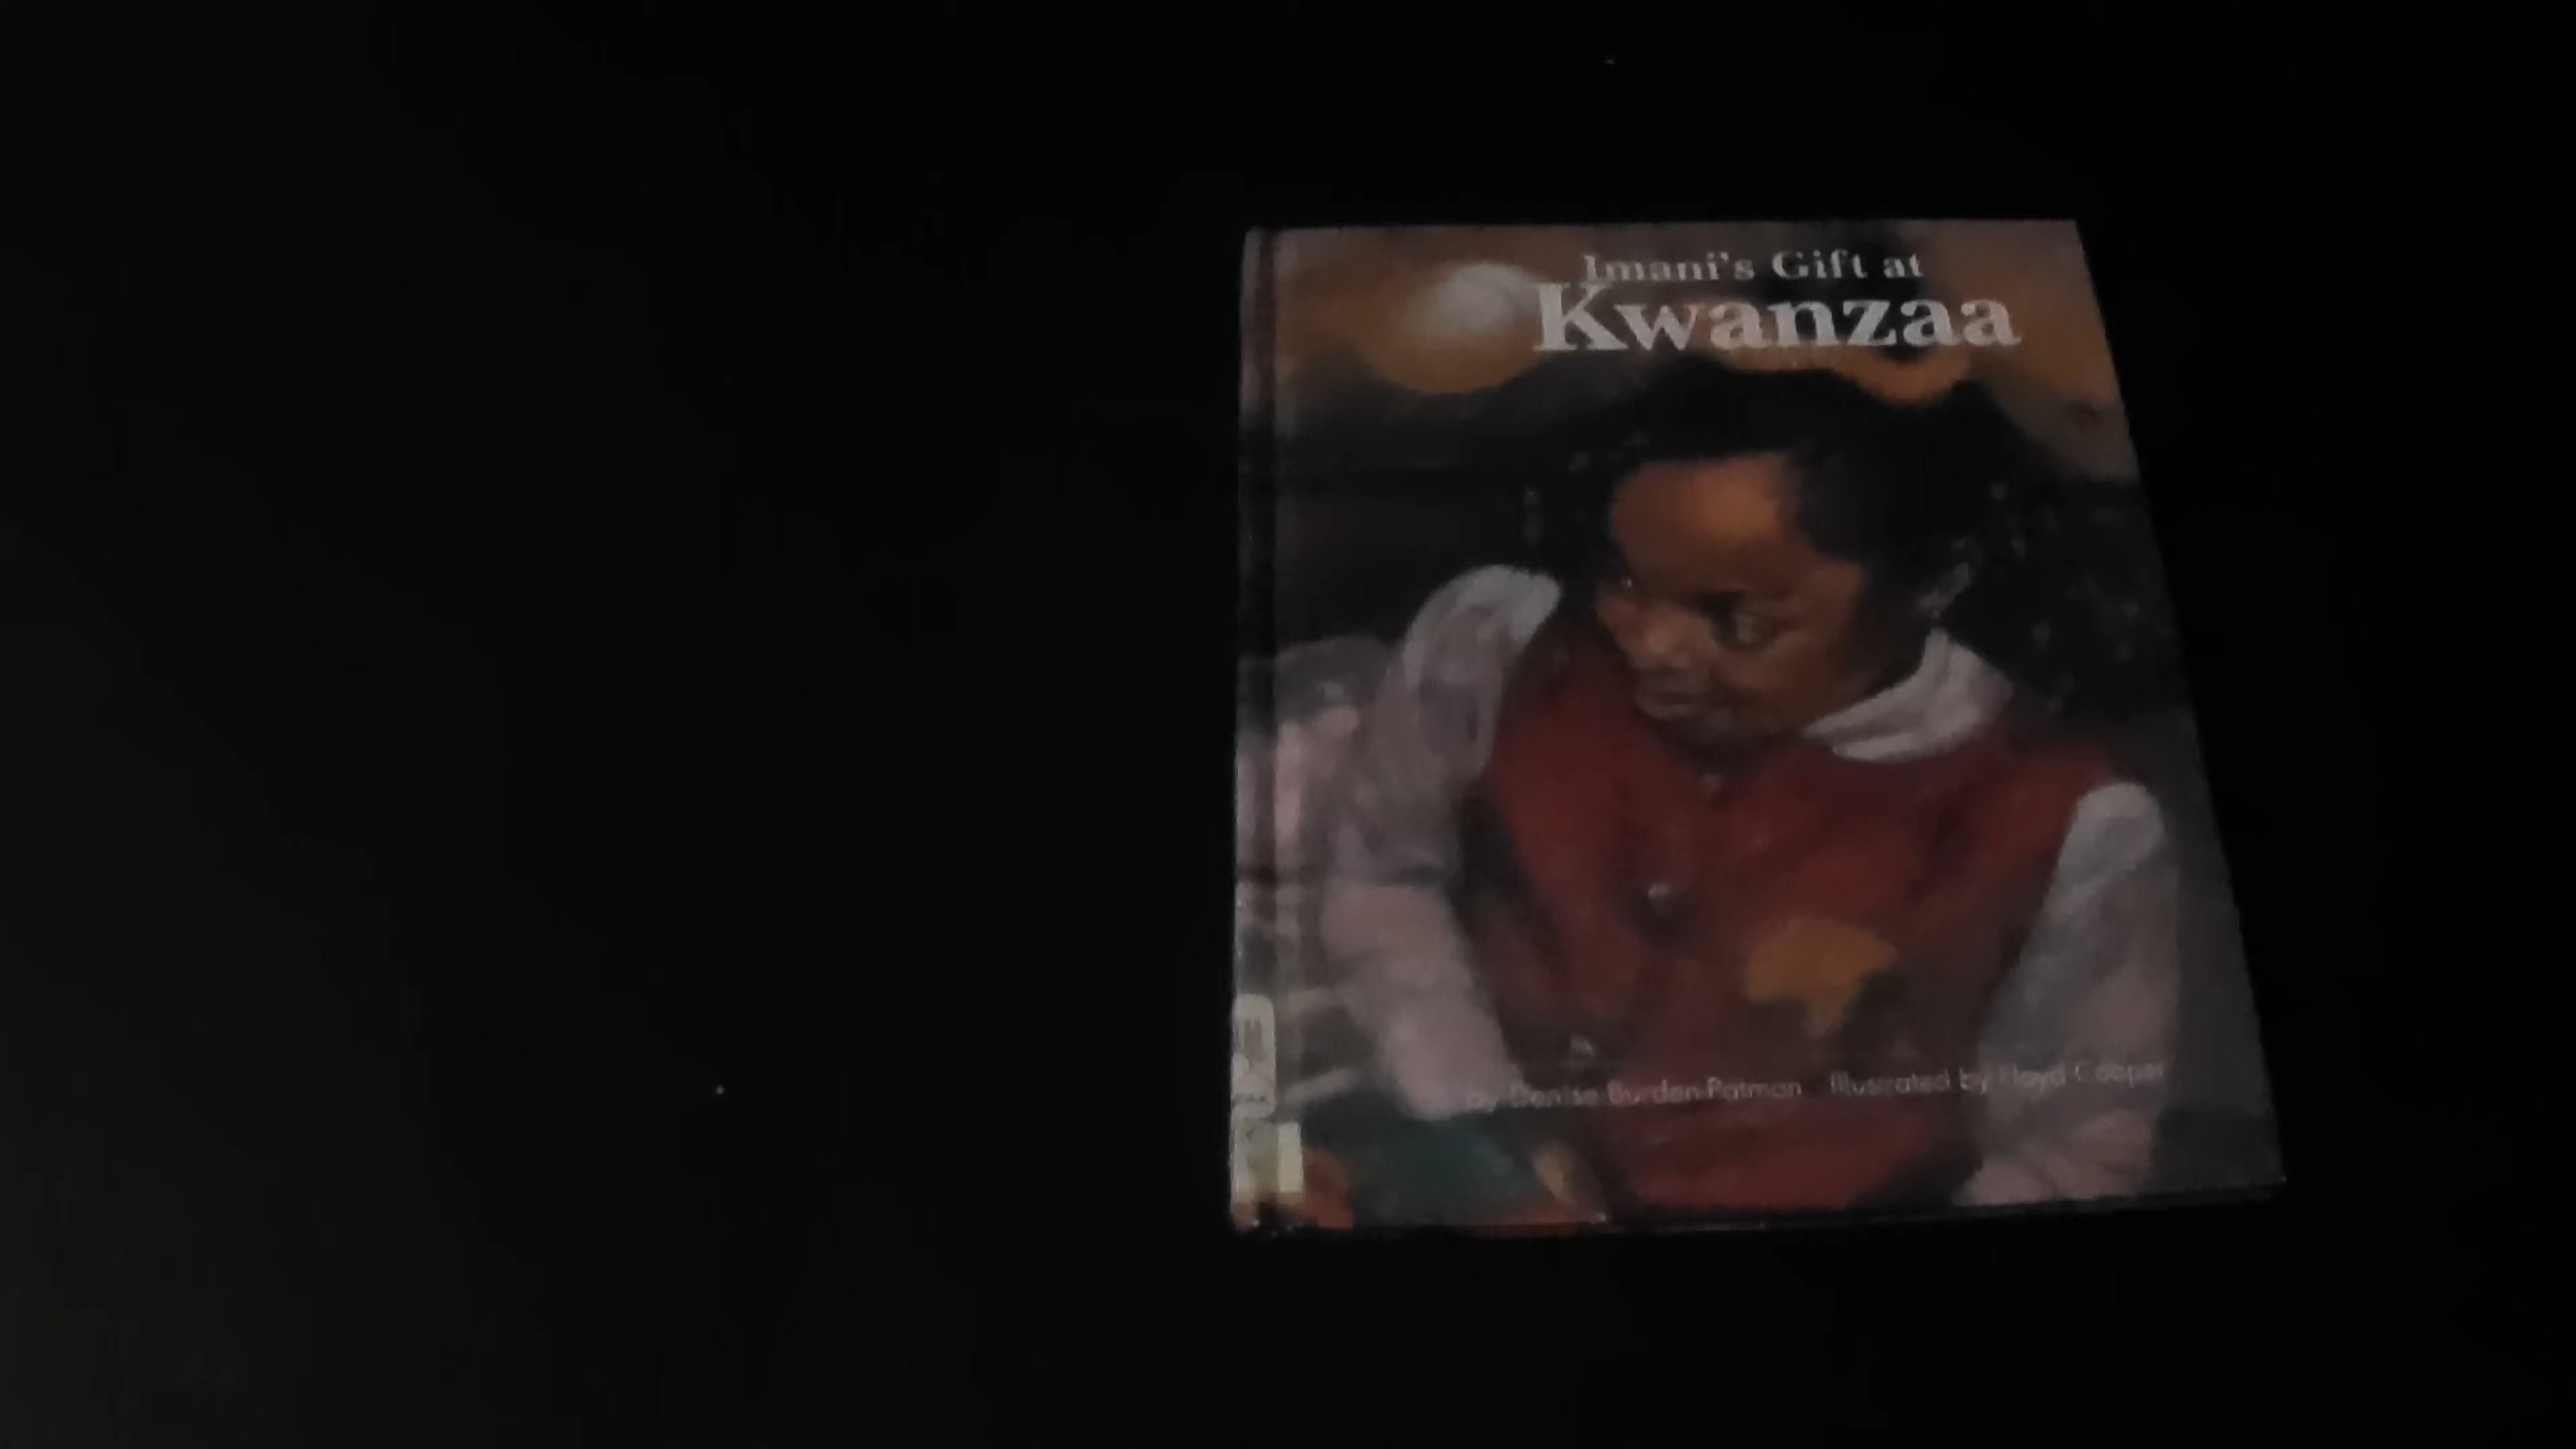 Imani's Gift at
Kwanzaa
by Denise Burden-Patmon Illustrated by Floyd Cooper